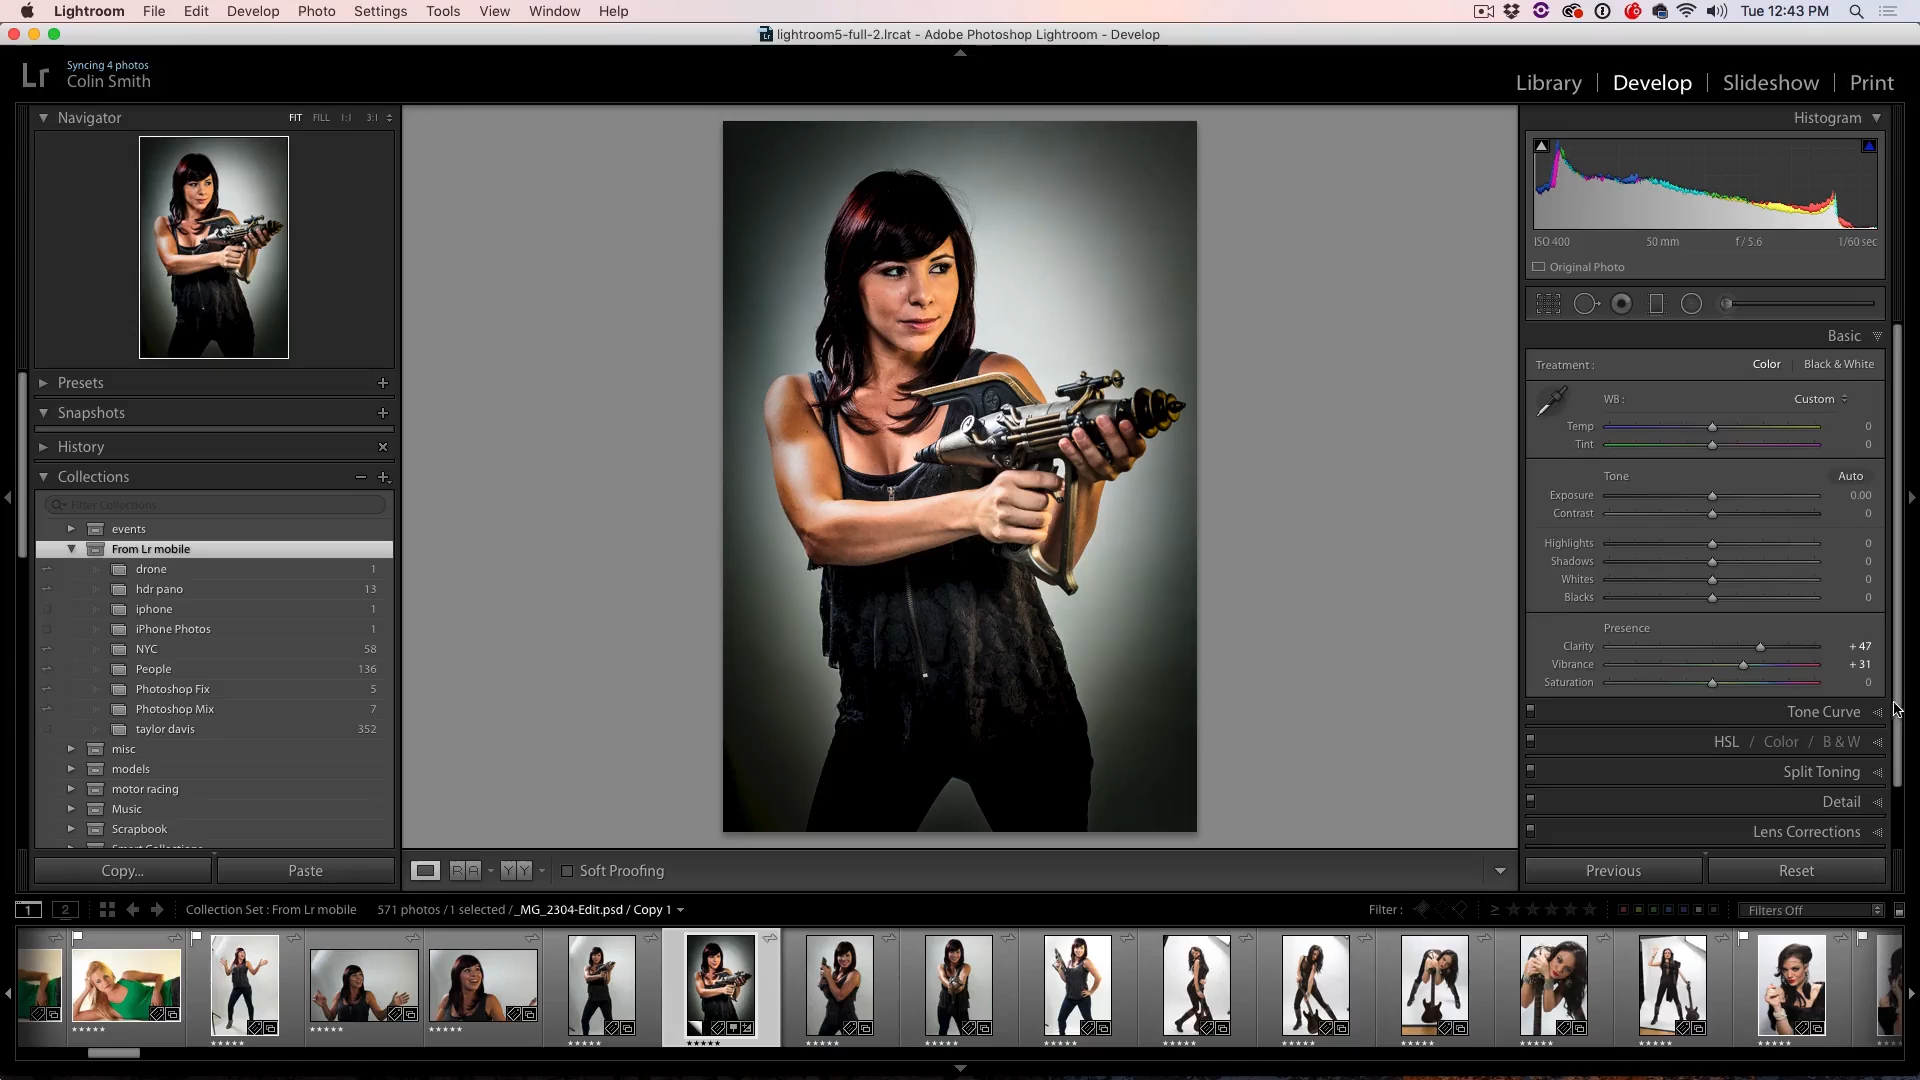 Lightroom File Edit Develop Photo Settings Tools View Window Help
Tue 12:43 PM
lightroom5-full-2.lrcat - Adobe Photoshop Lightroom - Develop
Lr
Syncing 4 photos
Colin Smith
Library | Develop | Slideshow | Print
Navigator FIT FILL 1:1 3:1
Presets
Snapshots
History
Collections
Filter Collections
events
From Lr mobile
drone 1
hdr pano 13
iphone 1
iPhone Photos 1
NYC 58
People 136
Photoshop Fix 5
Photoshop Mix 7
taylor davis 352
misc
models
motor racing
Music
Scrapbook
Copy... Paste
Soft Proofing
Histogram
ISO 400 50 mm f / 5.6 1/60 sec
Original Photo
Basic
Treatment : Color | Black & White
WB : Custom
Temp 0
Tint 0
Tone Auto
Exposure 0.00
Contrast 0
Highlights 0
Shadows 0
Whites 0
Blacks 0
Presence
Clarity + 47
Vibrance + 31
Saturation 0
Tone Curve
HSL / Color / B & W
Split Toning
Detail
Lens Corrections
Previous Reset
1 2 Collection Set : From Lr mobile 571 photos / 1 selected / _MG_2304-Edit.psd / Copy 1 Filter : Filters Off